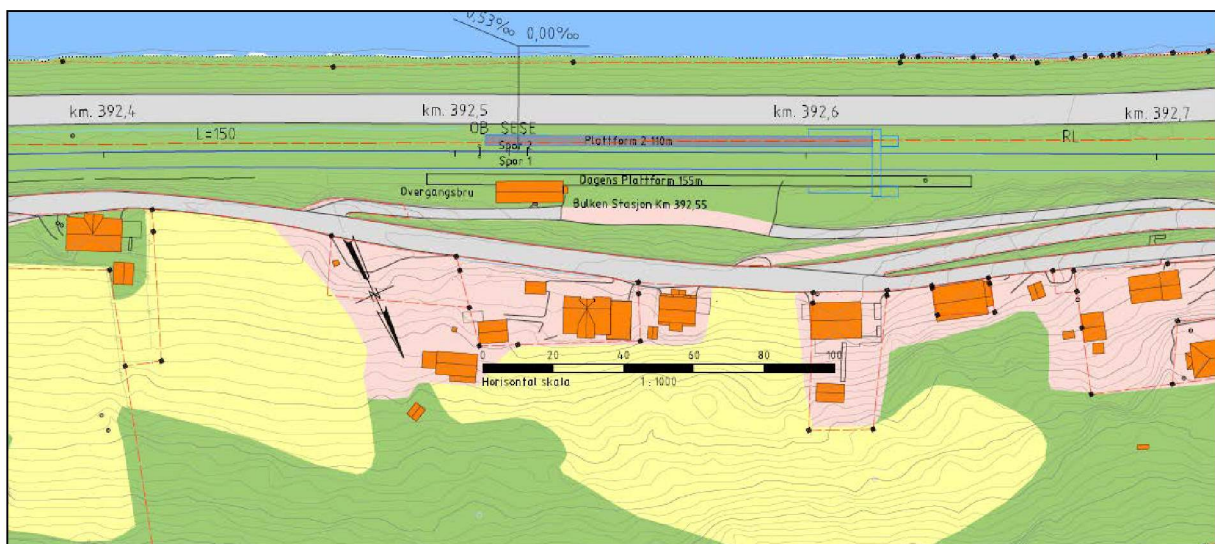 0,53‰ 0,00‰
km. 392,4 km. 392,5 km. 392,6 km. 392,7
L=150 OB SESE Plattform 2 110m RL
Spor 2
Spor 1
Dagens Plattform 155m
Overgangsbru
Bulken Stasjon Km 392,55
0 20 40 60 80 100
Horisontal skala 1 : 1000